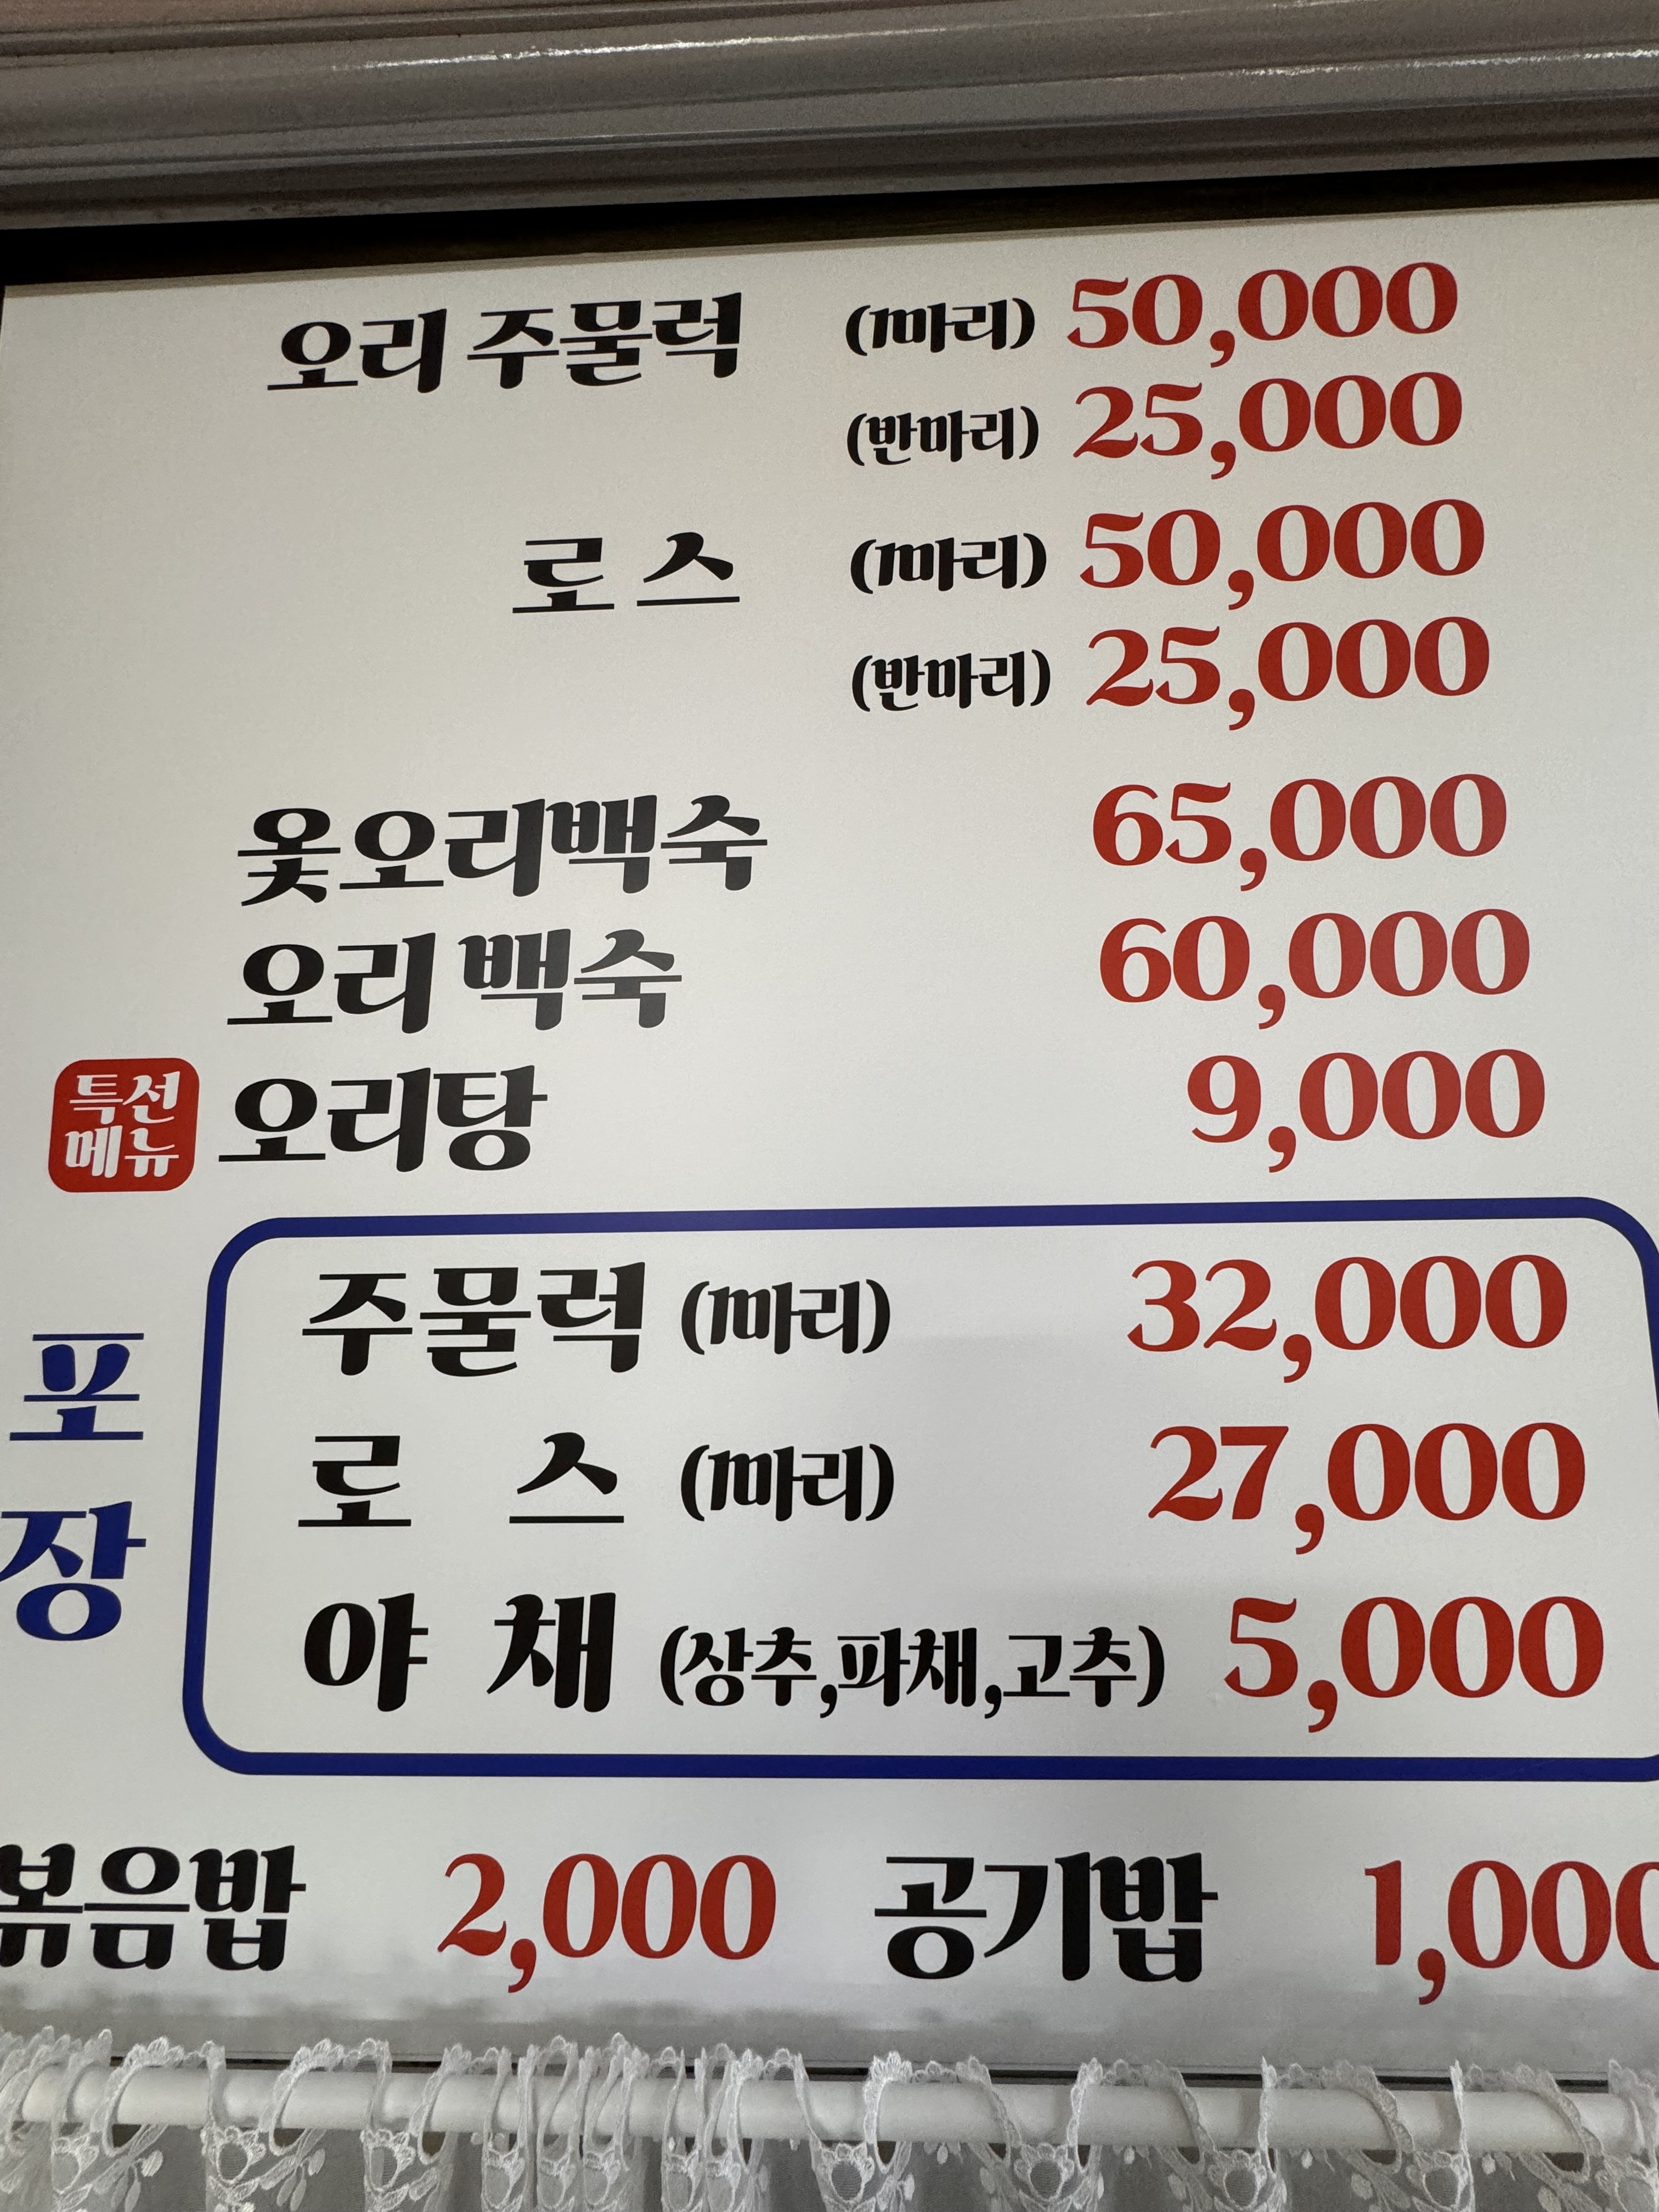 오리 주물럭 (1마리) 50,000
(반마리) 25,000
로스 (1마리) 50,000
(반마리) 25,000
옻오리백숙 65,000
오리 백숙 60,000
특선
메뉴
오리탕 9,000
포장
주물럭 (1마리) 32,000
로 스 (1마리) 27,000
야 채 (상추,파채,고추) 5,000
볶음밥 2,000 공기밥 1,000